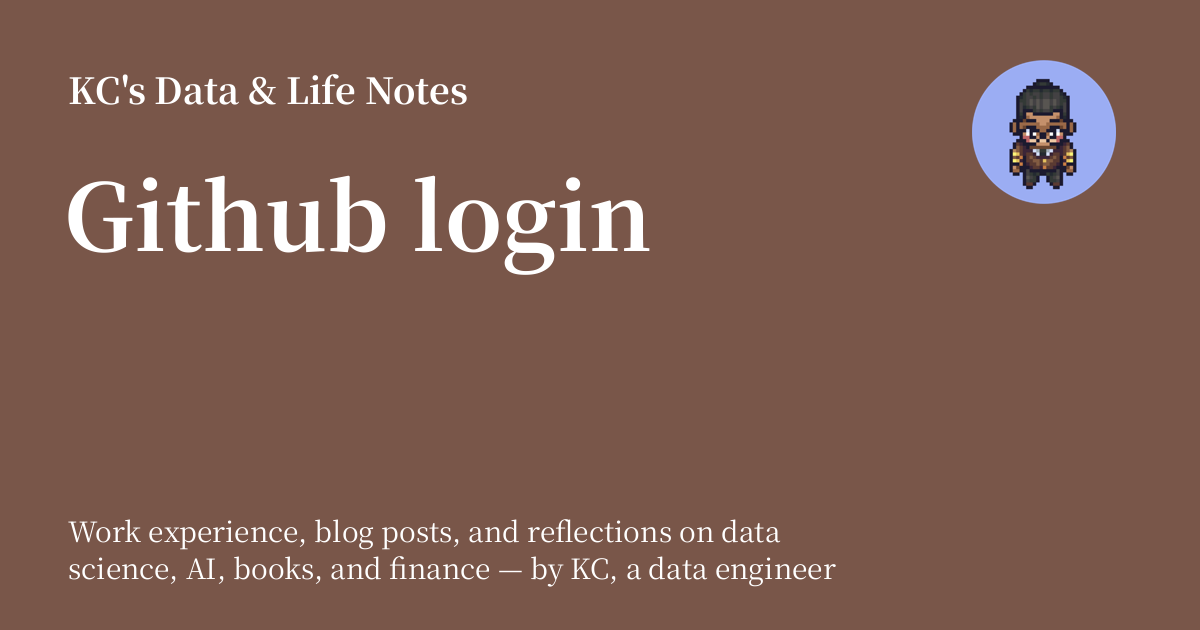 KC's Data & Life Notes
Github login
Work experience, blog posts, and reflections on data
science, AI, books, and finance — by KC, a data engineer